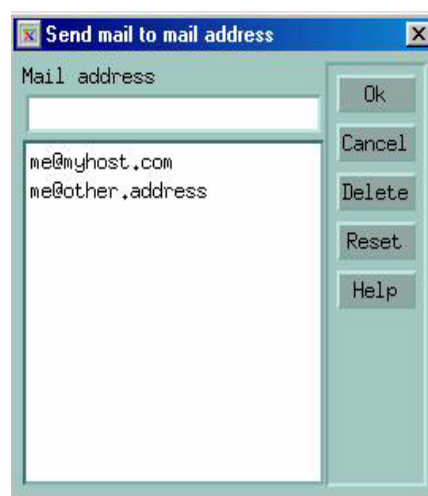 Send mail to mail address
Mail address
me@myhost.com
me@other.address
Ok
Cancel
Delete
Reset
Help